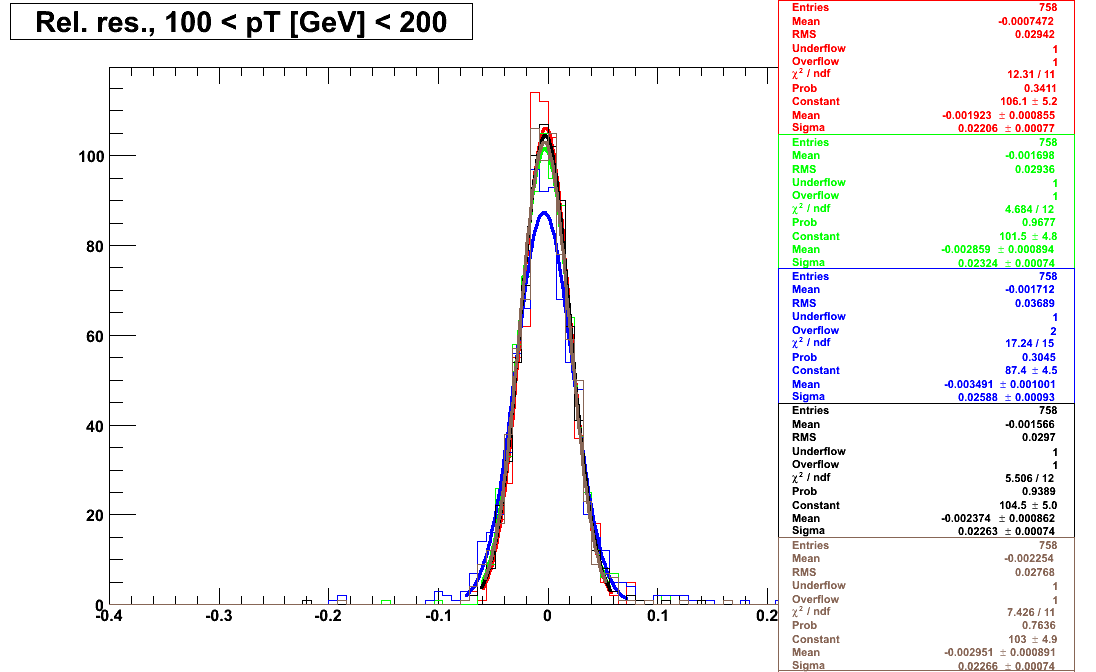 Rel. res., 100 < pT [GeV] < 200
Entries 758
Mean -0.0007472
RMS 0.02942
Underflow 1
Overflow 1
χ² / ndf 12.31 / 11
Prob 0.3411
Constant 106.1 ± 5.2
Mean -0.001923 ± 0.000855
Sigma 0.02206 ± 0.00077
Entries 758
Mean -0.001698
RMS 0.02936
Underflow 1
Overflow 1
χ² / ndf 4.684 / 12
Prob 0.9677
Constant 101.5 ± 4.8
Mean -0.002859 ± 0.000894
Sigma 0.02324 ± 0.00074
Entries 758
Mean -0.001712
RMS 0.03689
Underflow 1
Overflow 2
χ² / ndf 17.24 / 15
Prob 0.3045
Constant 87.4 ± 4.5
Mean -0.003491 ± 0.001001
Sigma 0.02588 ± 0.00093
Entries 758
Mean -0.001566
RMS 0.0297
Underflow 1
Overflow 1
χ² / ndf 5.506 / 12
Prob 0.9389
Constant 104.5 ± 5.0
Mean -0.002374 ± 0.000862
Sigma 0.02263 ± 0.00074
Entries 758
Mean -0.002254
RMS 0.02768
Underflow 1
Overflow 1
χ² / ndf 7.426 / 11
Prob 0.7636
Constant 103 ± 4.9
Mean -0.002951 ± 0.000891
Sigma 0.02266 ± 0.00074
100
80
60
40
20
0
-0.4 -0.3 -0.2 -0.1 0 0.1 0.2